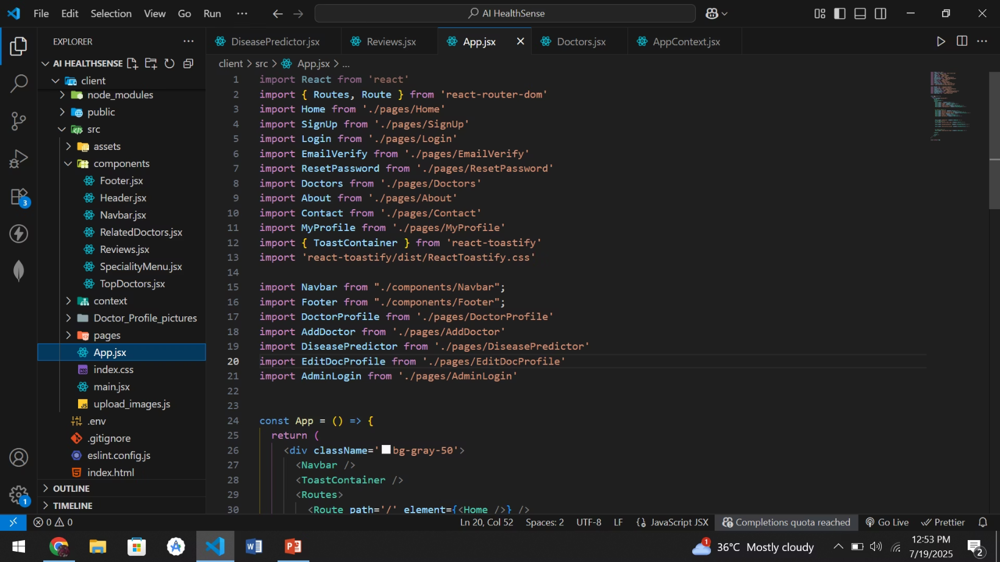 File Edit Selection View Go Run ···
AI HealthSense
EXPLORER
DiseasePredictor.jsx
Reviews.jsx
App.jsx
Doctors.jsx
AppContext.jsx
AI HEALTHSENSE
client
node_modules
public
src
assets
components
Footer.jsx
Header.jsx
Navbar.jsx
RelatedDoctors.jsx
Reviews.jsx
SpecialityMenu.jsx
TopDoctors.jsx
context
Doctor_Profile_pictures
pages
App.jsx
index.css
main.jsx
upload_images.js
.env
.gitignore
eslint.config.js
index.html
OUTLINE
TIMELINE
3
1
client > src > App.jsx > ...
1 import React from 'react'
2 import { Routes, Route } from 'react-router-dom'
3 import Home from './pages/Home'
4 import SignUp from './pages/SignUp'
5 import Login from './pages/Login'
6 import EmailVerify from './pages/EmailVerify'
7 import ResetPassword from './pages/ResetPassword'
8 import Doctors from './pages/Doctors'
9 import About from './pages/About'
10 import Contact from './pages/Contact'
11 import MyProfile from './pages/MyProfile'
12 import { ToastContainer } from 'react-toastify'
13 import 'react-toastify/dist/ReactToastify.css'
14
15 import Navbar from "./components/Navbar";
16 import Footer from "./components/Footer";
17 import DoctorProfile from './pages/DoctorProfile'
18 import AddDoctor from './pages/AddDoctor'
19 import DiseasePredictor from './pages/DiseasePredictor'
20 import EditDocProfile from './pages/EditDocProfile'
21 import AdminLogin from './pages/AdminLogin'
22
23
24 const App = () => {
25 return (
26 <div className='bg-gray-50'>
27 <Navbar />
28 <ToastContainer />
29 <Routes>
30 <Route path='/' element={<Home />} />
0 0
Ln 20, Col 52 Spaces: 2 UTF-8 LF {} JavaScript JSX Completions quota reached Go Live Prettier
1
36°C Mostly cloudy
12:53 PM
7/19/2025
2